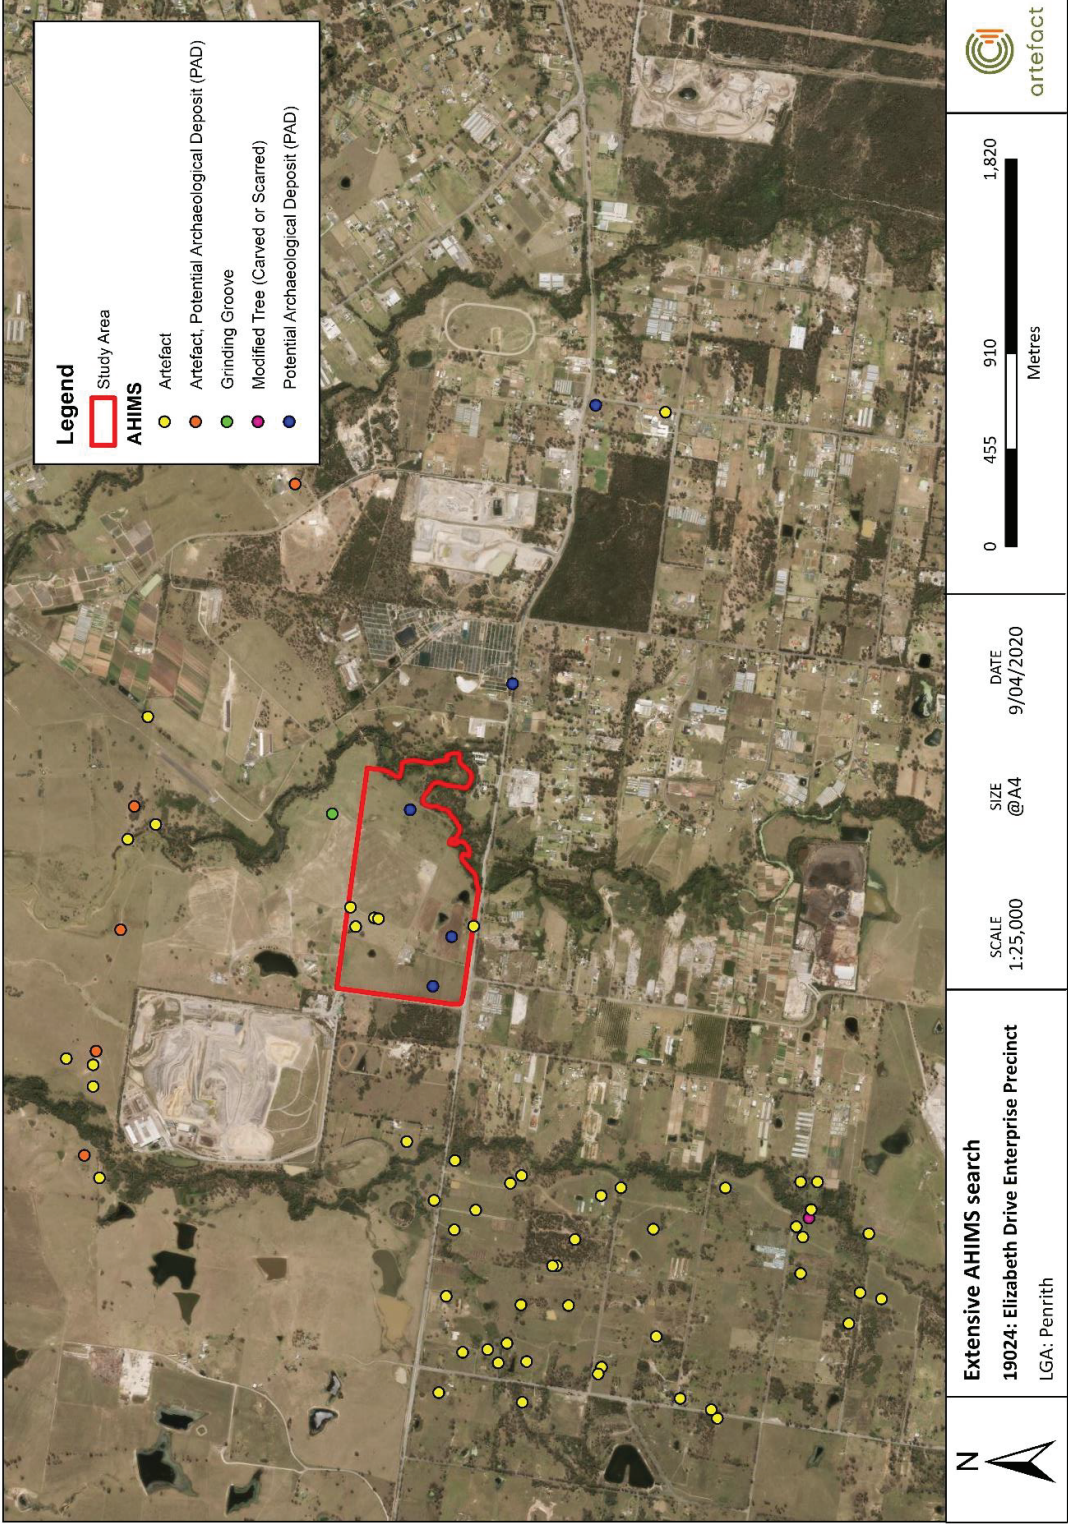 Legend
Study Area
AHIMS
Artefact
Artefact, Potential Archaeological Deposit (PAD)
Grinding Groove
Modified Tree (Carved or Scarred)
Potential Archaeological Deposit (PAD)
N
Extensive AHIMS search
19024: Elizabeth Drive Enterprise Precinct
LGA: Penrith
SCALE
1:25,000
SIZE
@A4
DATE
9/04/2020
0 455 910 1,820
Metres
artefact